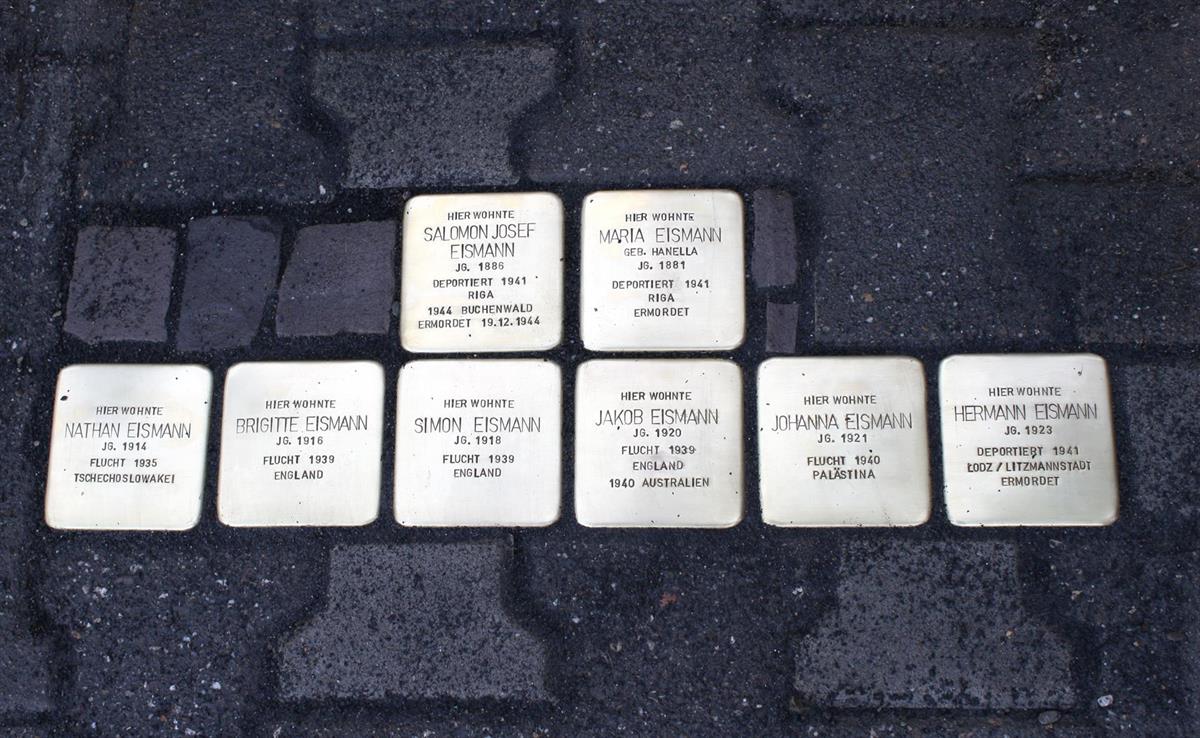 HIER WOHNTE
SALOMON JOSEF
EISMANN
JG. 1886
DEPORTIERT 1941
RIGA
1944 BUCHENWALD
ERMORDET 19.12.1944
HIER WOHNTE
MARIA EISMANN
GEB. HANELLA
JG. 1881
DEPORTIERT 1941
RIGA
ERMORDET
HIER WOHNTE
NATHAN EISMANN
JG. 1914
FLUCHT 1935
TSCHECHOSLOWAKEI
HIER WOHNTE
BRIGITTE EISMANN
JG. 1916
FLUCHT 1939
ENGLAND
HIER WOHNTE
SIMON EISMANN
JG. 1918
FLUCHT 1939
ENGLAND
HIER WOHNTE
JAKOB EISMANN
JG. 1920
FLUCHT 1939
ENGLAND
1940 AUSTRALIEN
HIER WOHNTE
JOHANNA EISMANN
JG. 1921
FLUCHT 1940
PALÄSTINA
HIER WOHNTE
HERMANN EISMANN
JG. 1923
DEPORTIERT 1941
ŁODZ / LITZMANNSTADT
ERMORDET